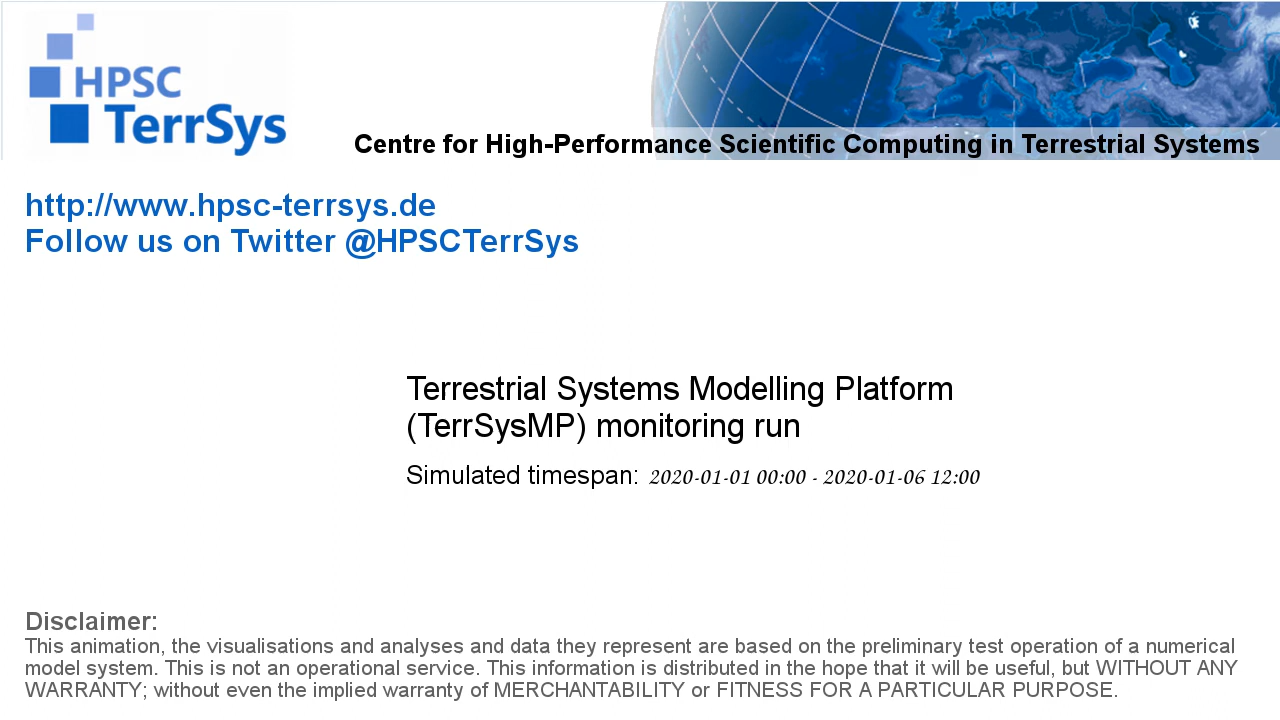 HPSC
TerrSys
Centre for High-Performance Scientific Computing in Terrestrial Systems
http://www.hpsc-terrsys.de
Follow us on Twitter @HPSCTerrSys
Terrestrial Systems Modelling Platform
(TerrSysMP) monitoring run
Simulated timespan: 2020-01-01 00:00 - 2020-01-06 12:00
Disclaimer:
This animation, the visualisations and analyses and data they represent are based on the preliminary test operation of a numerical
model system. This is not an operational service. This information is distributed in the hope that it will be useful, but WITHOUT ANY
WARRANTY; without even the implied warranty of MERCHANTABILITY or FITNESS FOR A PARTICULAR PURPOSE.